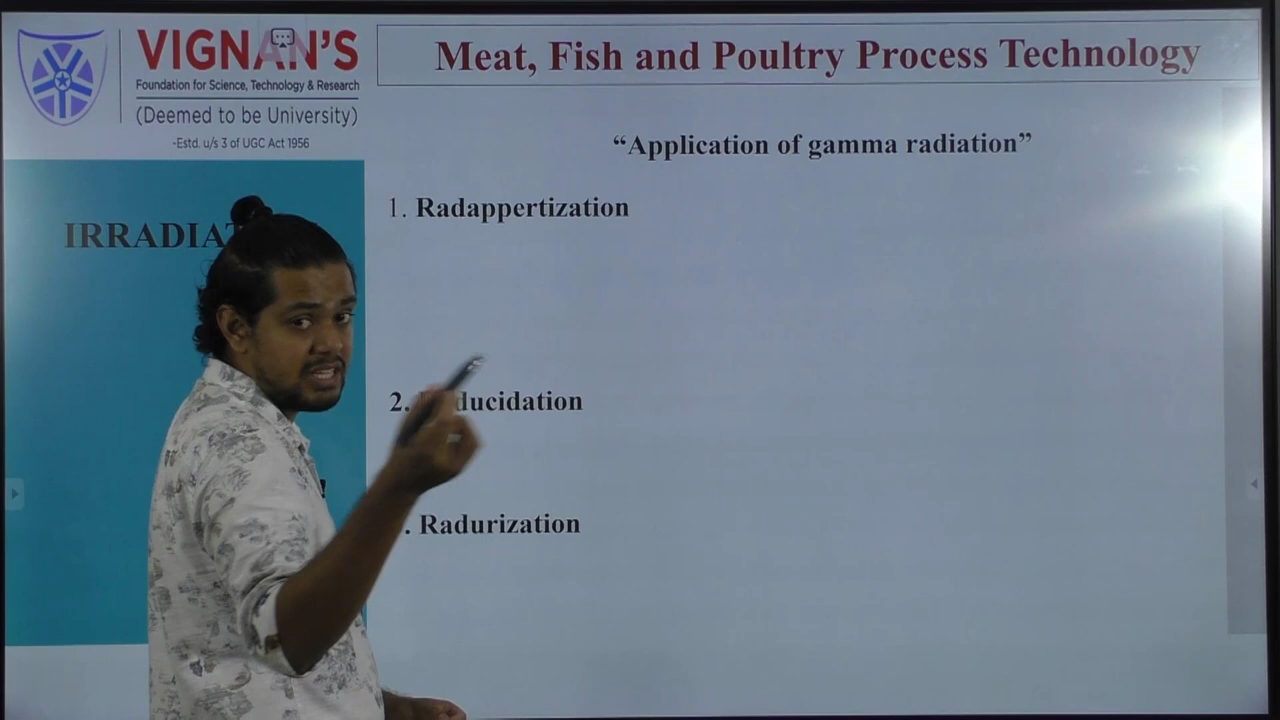 VIGNAN'S
Foundation for Science, Technology & Research
(Deemed to be University)
-Estd. u/s 3 of UGC Act 1956
Meat, Fish and Poultry Process Technology
“Application of gamma radiation”
1. Radappertization
2.
. Radurization